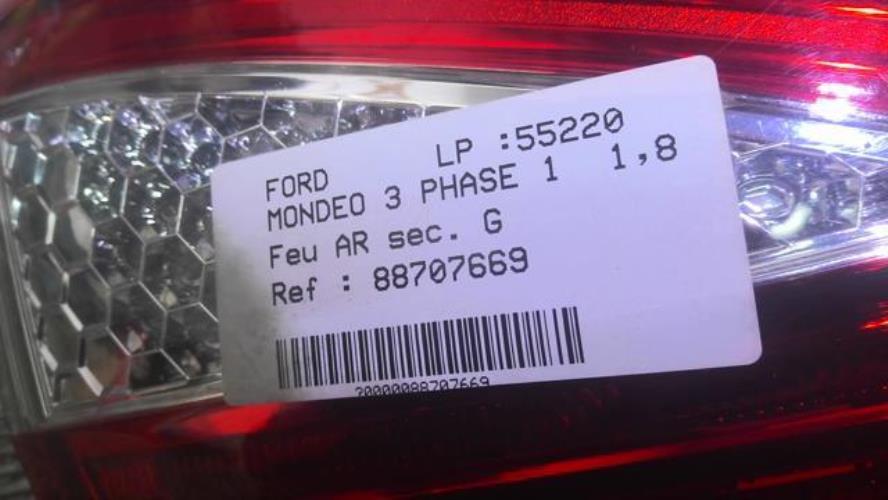 FORD LP :55220
MONDEO 3 PHASE 1 1,8
Feu AR sec. G
Ref : 88707669
20000088707669